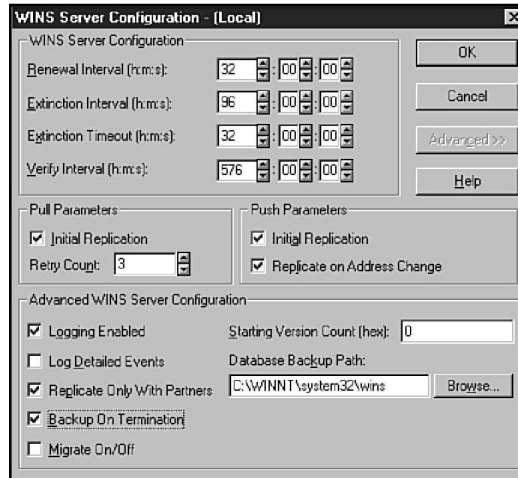 WINS Server Configuration - (Local)
WINS Server Configuration
Renewal Interval (h:m:s): 32 : 00 : 00
Extinction Interval (h:m:s): 96 : 00 : 00
Extinction Timeout (h:m:s): 32 : 00 : 00
Verify Interval (h:m:s): 576 : 00 : 00
OK
Cancel
Advanced >>
Help
Pull Parameters
Initial Replication
Retry Count: 3
Push Parameters
Initial Replication
Replicate on Address Change
Advanced WINS Server Configuration
Logging Enabled
Log Detailed Events
Replicate Only With Partners
Backup On Termination
Migrate On/Off
Starting Version Count (hex): 0
Database Backup Path:
C:\WINNT\system32\wins
Browse...